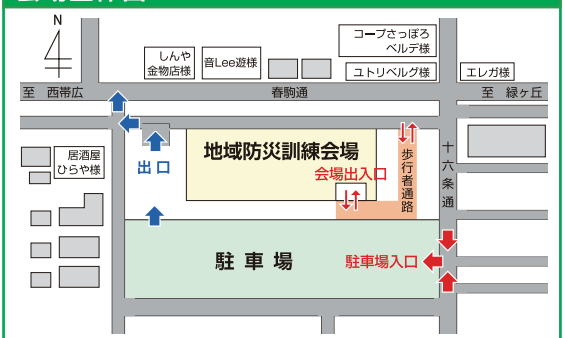 N
しんや
金物店様
音Lee遊様
コープさっぽろ
ベルデ様
ユトリベルグ様
エレガ様
至 西帯広
春駒通
至 緑ヶ丘
居酒屋
ひらや様
出口
地域防災訓練会場
会場出入口
歩行者通路
十六条通
駐車場
駐車場入口